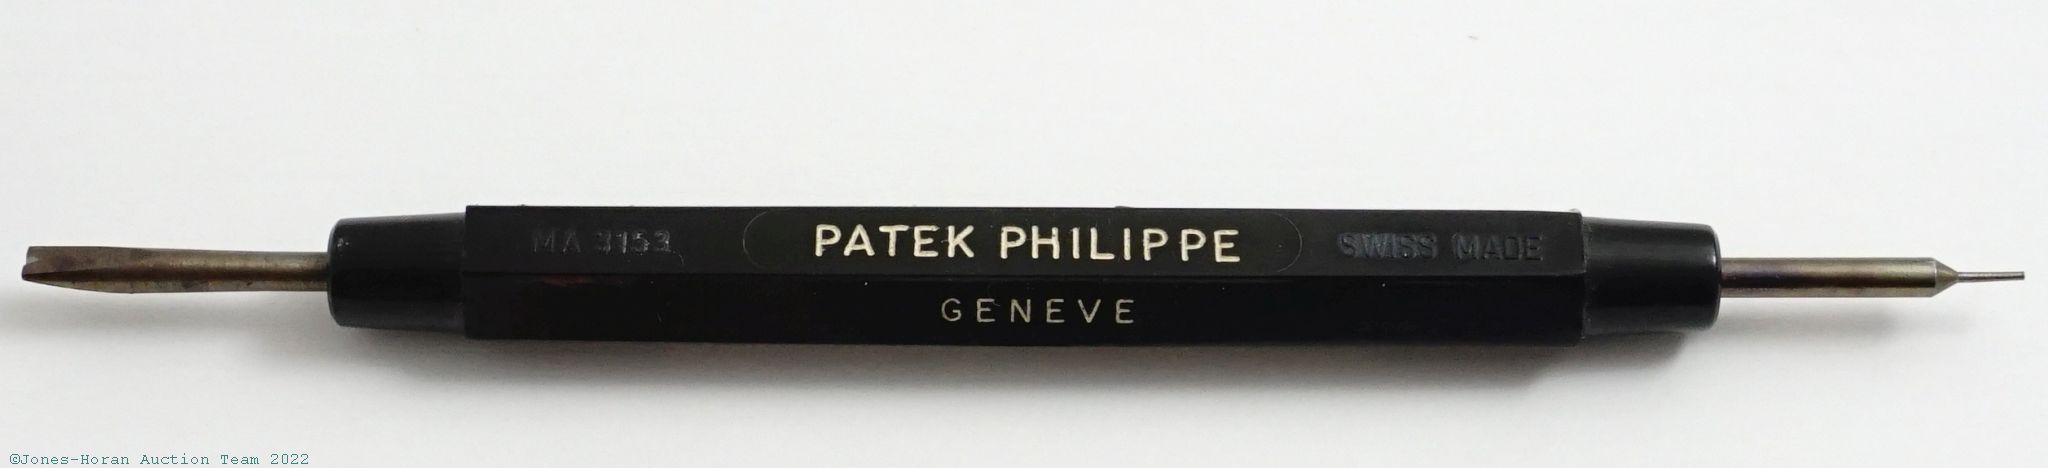 MA 3153 PATEK PHILIPPE SWISS MADE
GENEVE
©Jones-Horan Auction Team 2022